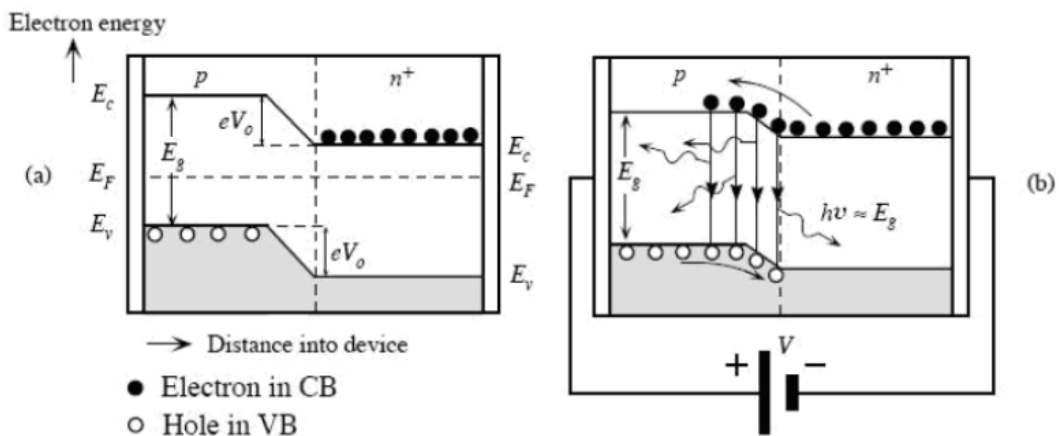 Electron energy
p
n+
Ec
eVo
Eg
Ec
(a)
EF
EF
Ev
eVo
Ev
Distance into device
Electron in CB
Hole in VB
p
n+
Eg
hυ ≈ Eg
(b)
V
+
−